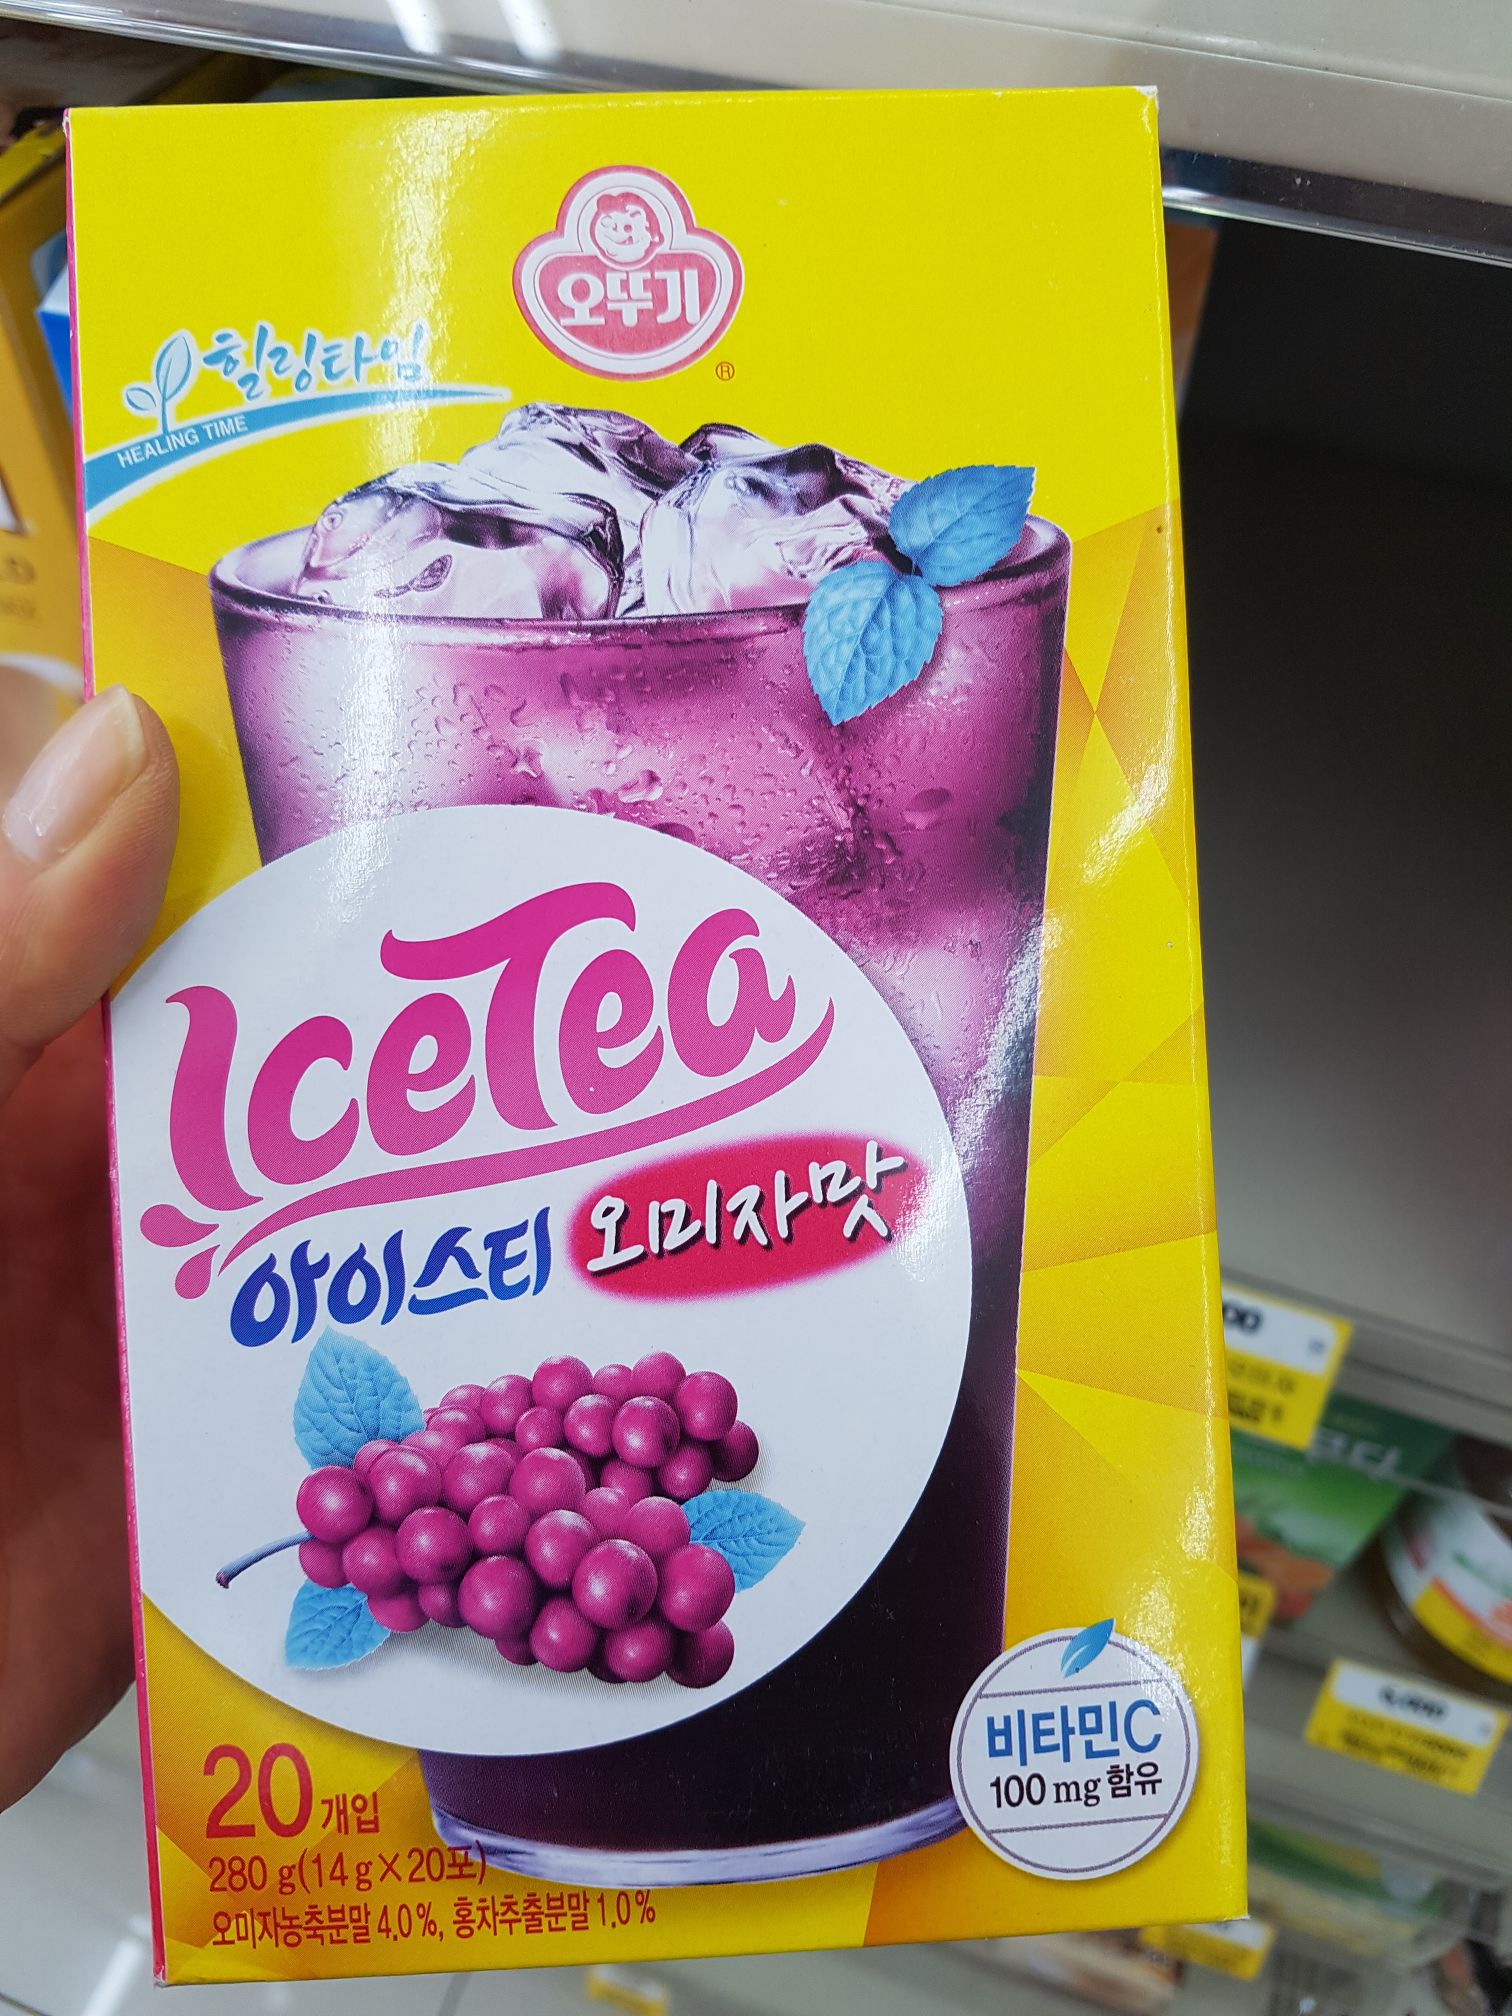 오뚜기
®
힐링타임
HEALING TIME
IceTea
아이스티 오미자맛
비타민C
100 mg 함유
20개입
280 g(14 g×20포)
오미자농축분말 4.0%, 홍차추출분말 1.0%